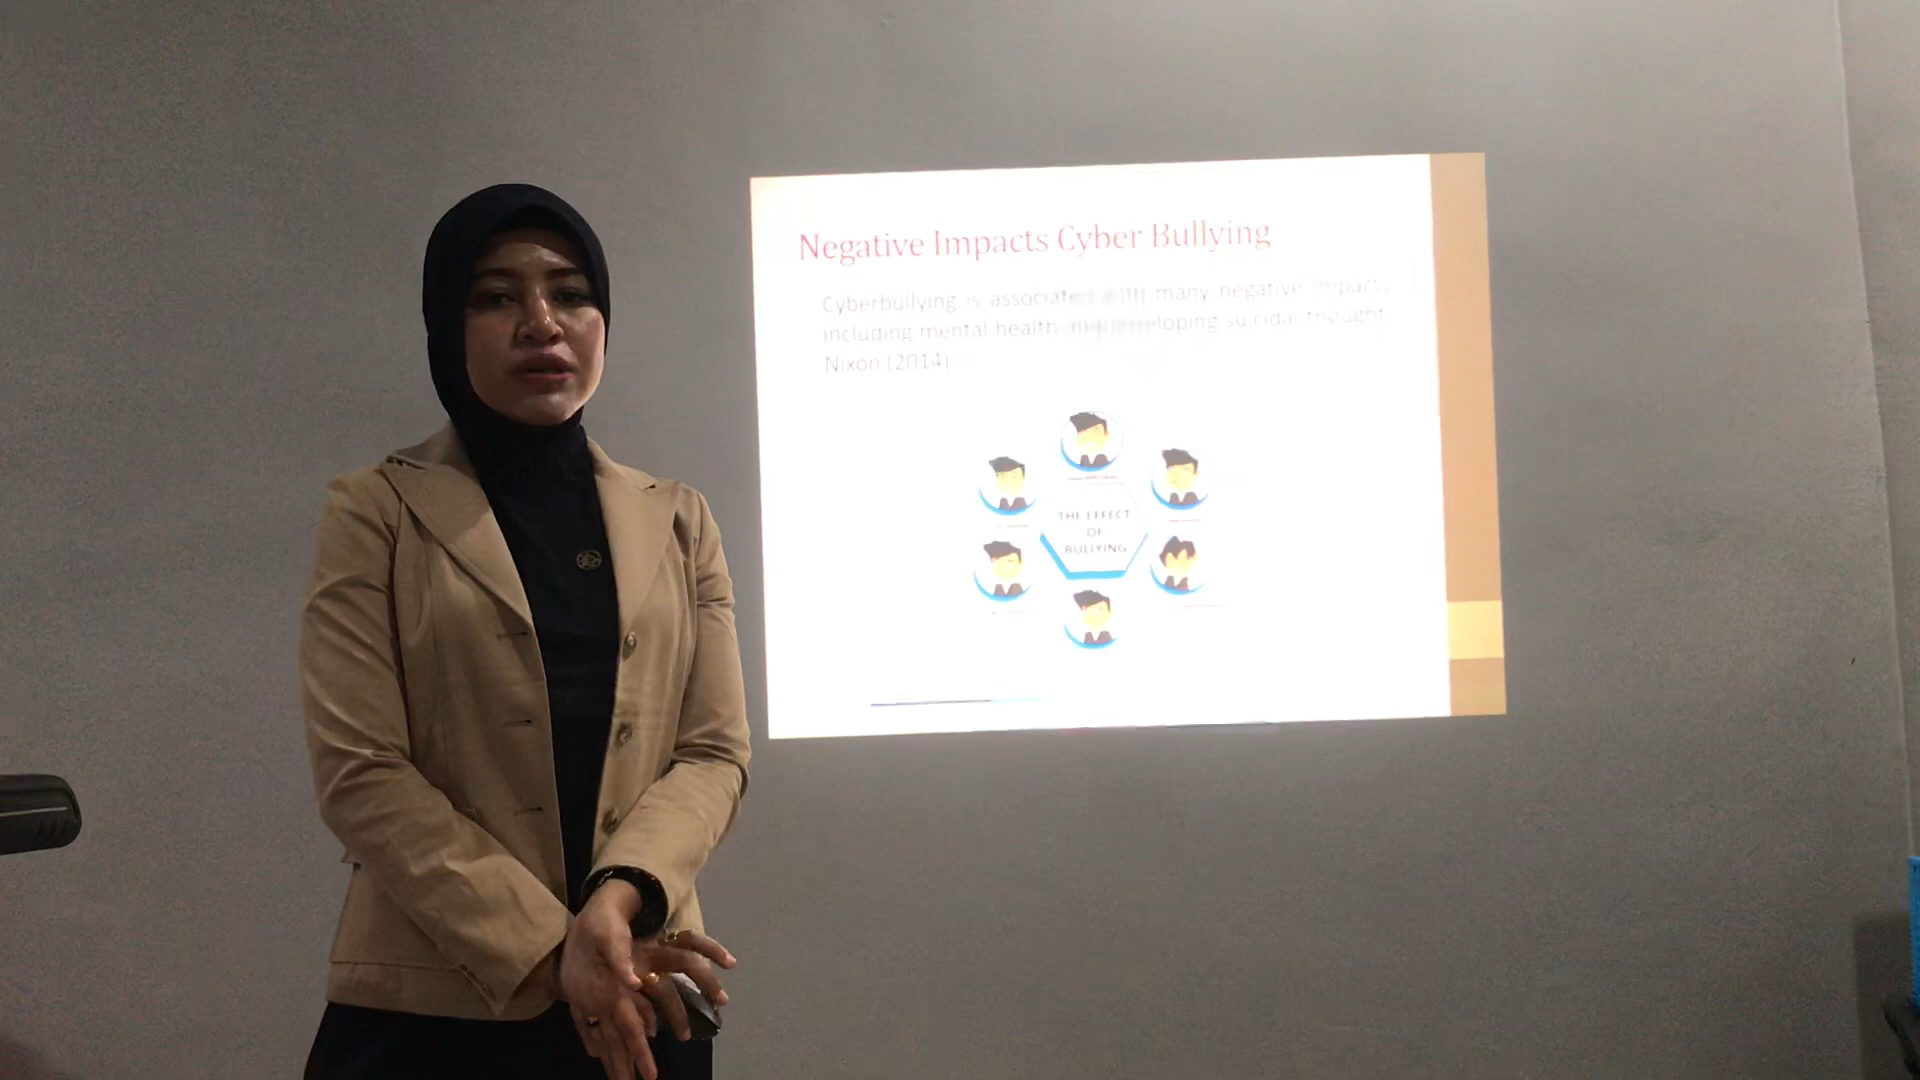 Negative Impacts Cyber Bullying
Cyberbullying is associated with many negative impacts
including mental health and developing suicidal thought
Nixon (2014)
THE EFFECT
OF
BULLYING